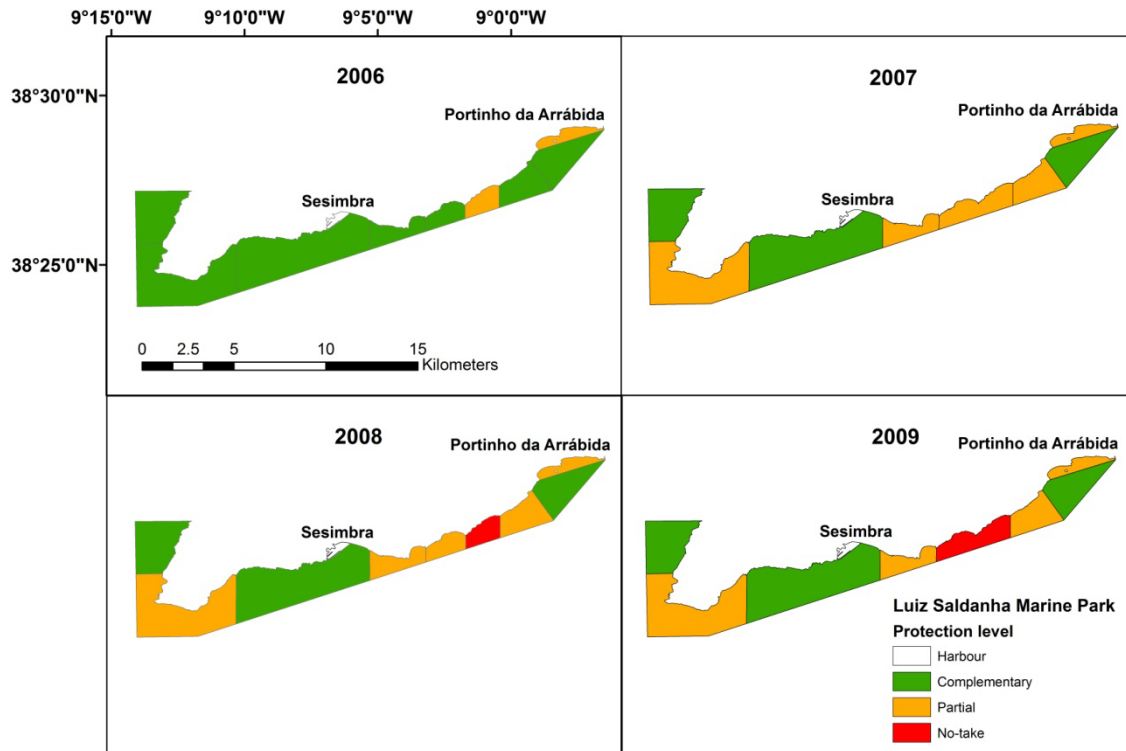 9°15'0"W 9°10'0"W 9°5'0"W 9°0'0"W
38°30'0"N
38°25'0"N
2006
Portinho da Arrábida
Sesimbra
0 2.5 5 10 15
Kilometers
2007
Portinho da Arrábida
Sesimbra
2008
Portinho da Arrábida
Sesimbra
2009
Portinho da Arrábida
Sesimbra
Luiz Saldanha Marine Park
Protection level
Harbour
Complementary
Partial
No-take